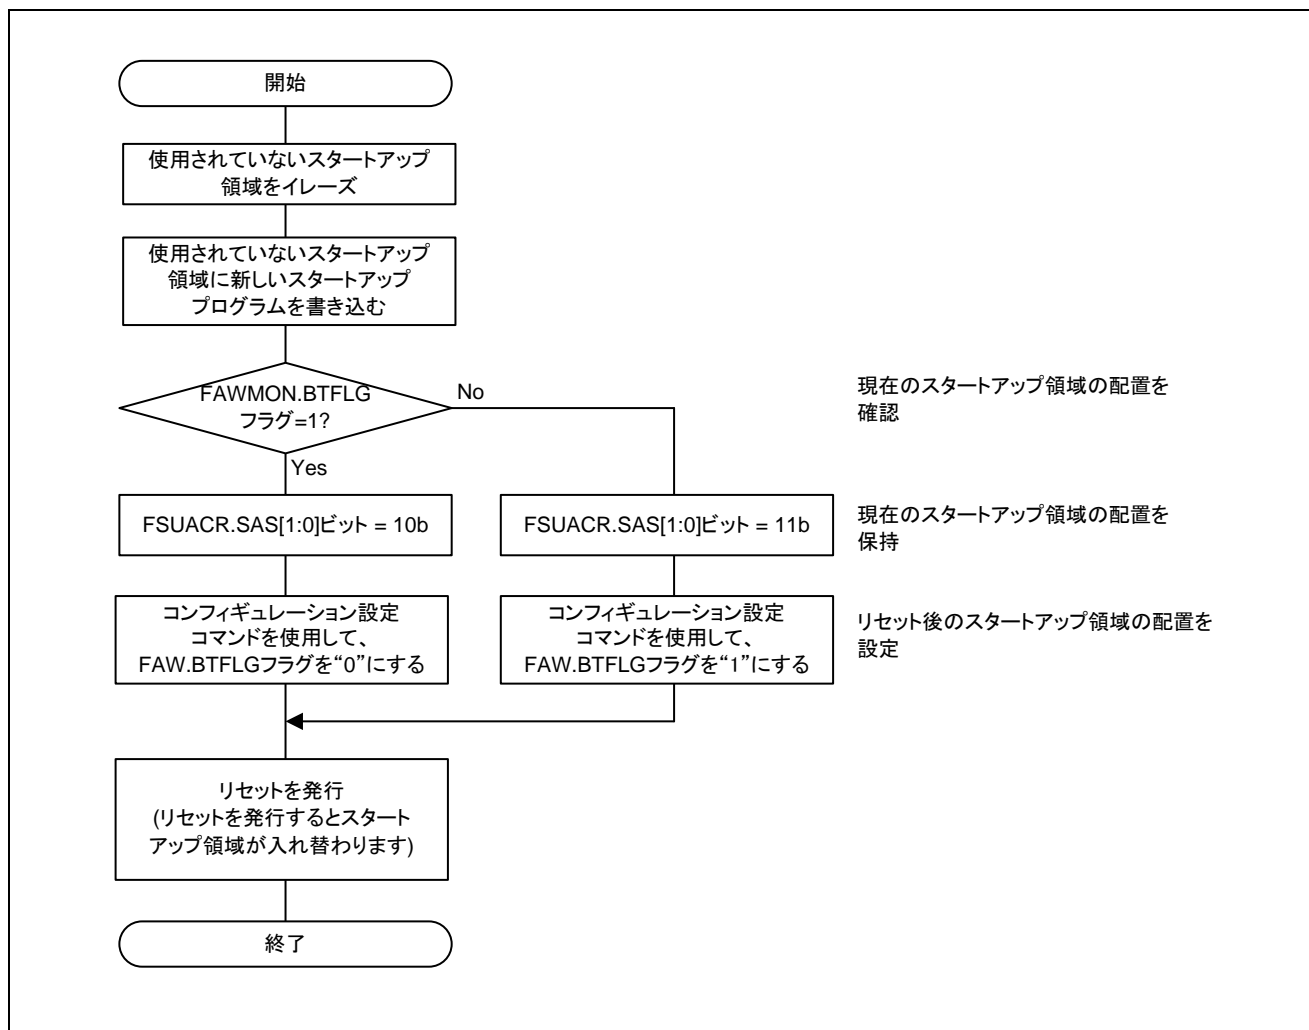 開始
使用されていないスタートアップ
領域をイレーズ
使用されていないスタートアップ
領域に新しいスタートアップ
プログラムを書き込む
FAWMON.BTFLG
フラグ=1?
No
Yes
現在のスタートアップ領域の配置を
確認
FSUACR.SAS[1:0]ビット = 10b
FSUACR.SAS[1:0]ビット = 11b
現在のスタートアップ領域の配置を
保持
コンフィギュレーション設定
コマンドを使用して、
FAW.BTFLGフラグを“0”にする
コンフィギュレーション設定
コマンドを使用して、
FAW.BTFLGフラグを“1”にする
リセット後のスタートアップ領域の配置を
設定
リセットを発行
(リセットを発行するとスタート
アップ領域が入れ替わります)
終了